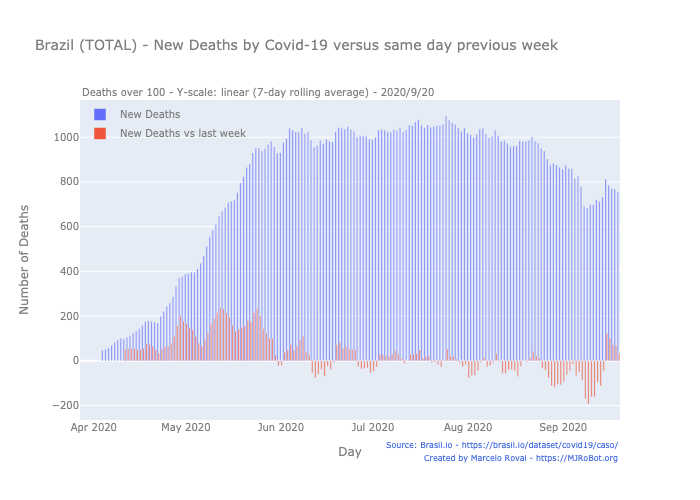 Brazil (TOTAL) - New Deaths by Covid-19 versus same day previous week
Deaths over 100 - Y-scale: linear (7-day rolling average) - 2020/9/20
New Deaths
New Deaths vs last week
Number of Deaths
1000
800
600
400
200
0
−200
Apr 2020
May 2020
Jun 2020
Jul 2020
Aug 2020
Sep 2020
Day
Source: Brasil.io - https://brasil.io/dataset/covid19/caso/
Created by Marcelo Rovai - https://MJRoBot.org